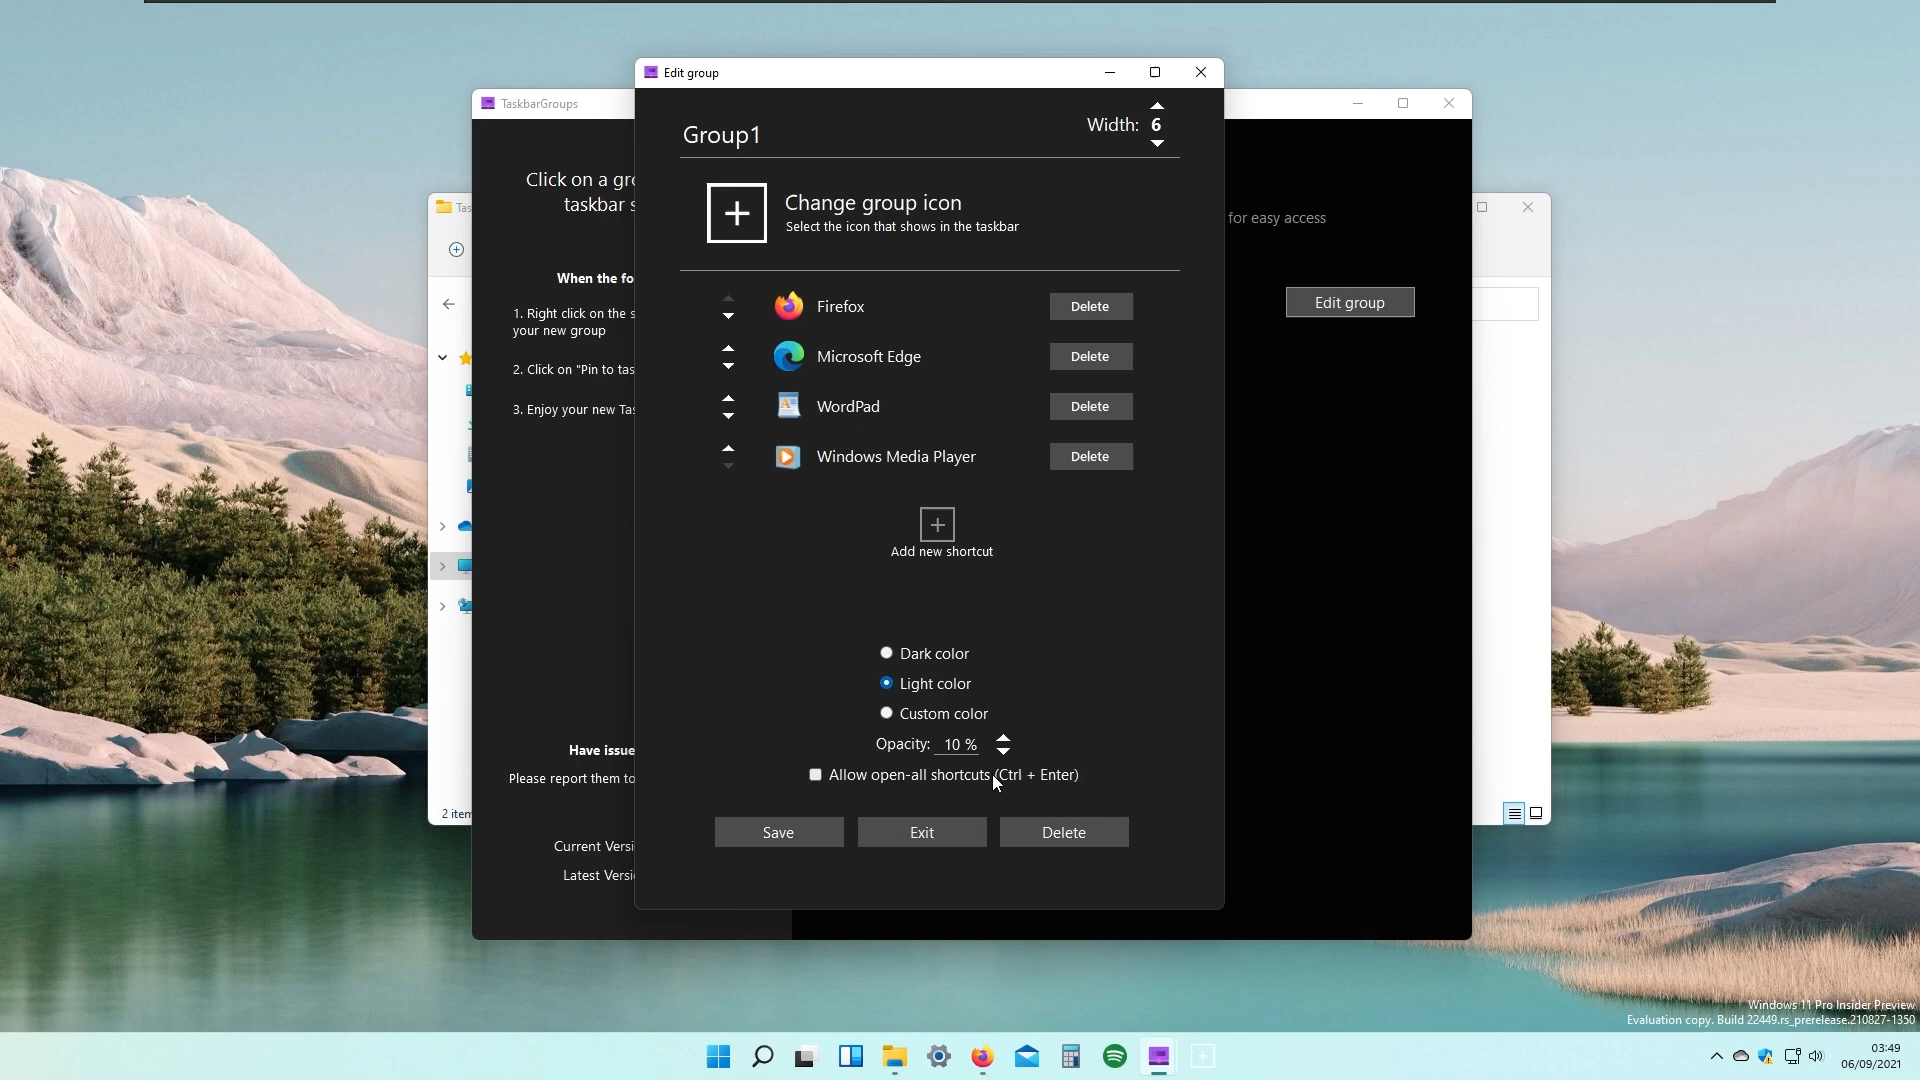 Edit group
TaskbarGroups
Group1
Width: 6
Click on a gro
taskbar s
Change group icon
Select the icon that shows in the taskbar
for easy access
Tas
When the fo
1. Right click on the s
your new group
2. Click on "Pin to tas
3. Enjoy your new Tas
Firefox
Delete
Edit group
Microsoft Edge
Delete
WordPad
Delete
Windows Media Player
Delete
Add new shortcut
Dark color
Light color
Custom color
Opacity: 10 %
Allow open-all shortcuts (Ctrl + Enter)
Have issue
Please report them to
2 item
Save
Exit
Delete
Current Versi
Latest Versi
Windows 11 Pro Insider Preview
Evaluation copy. Build 22449.rs_prerelease.210827-1350
03:49
06/09/2021